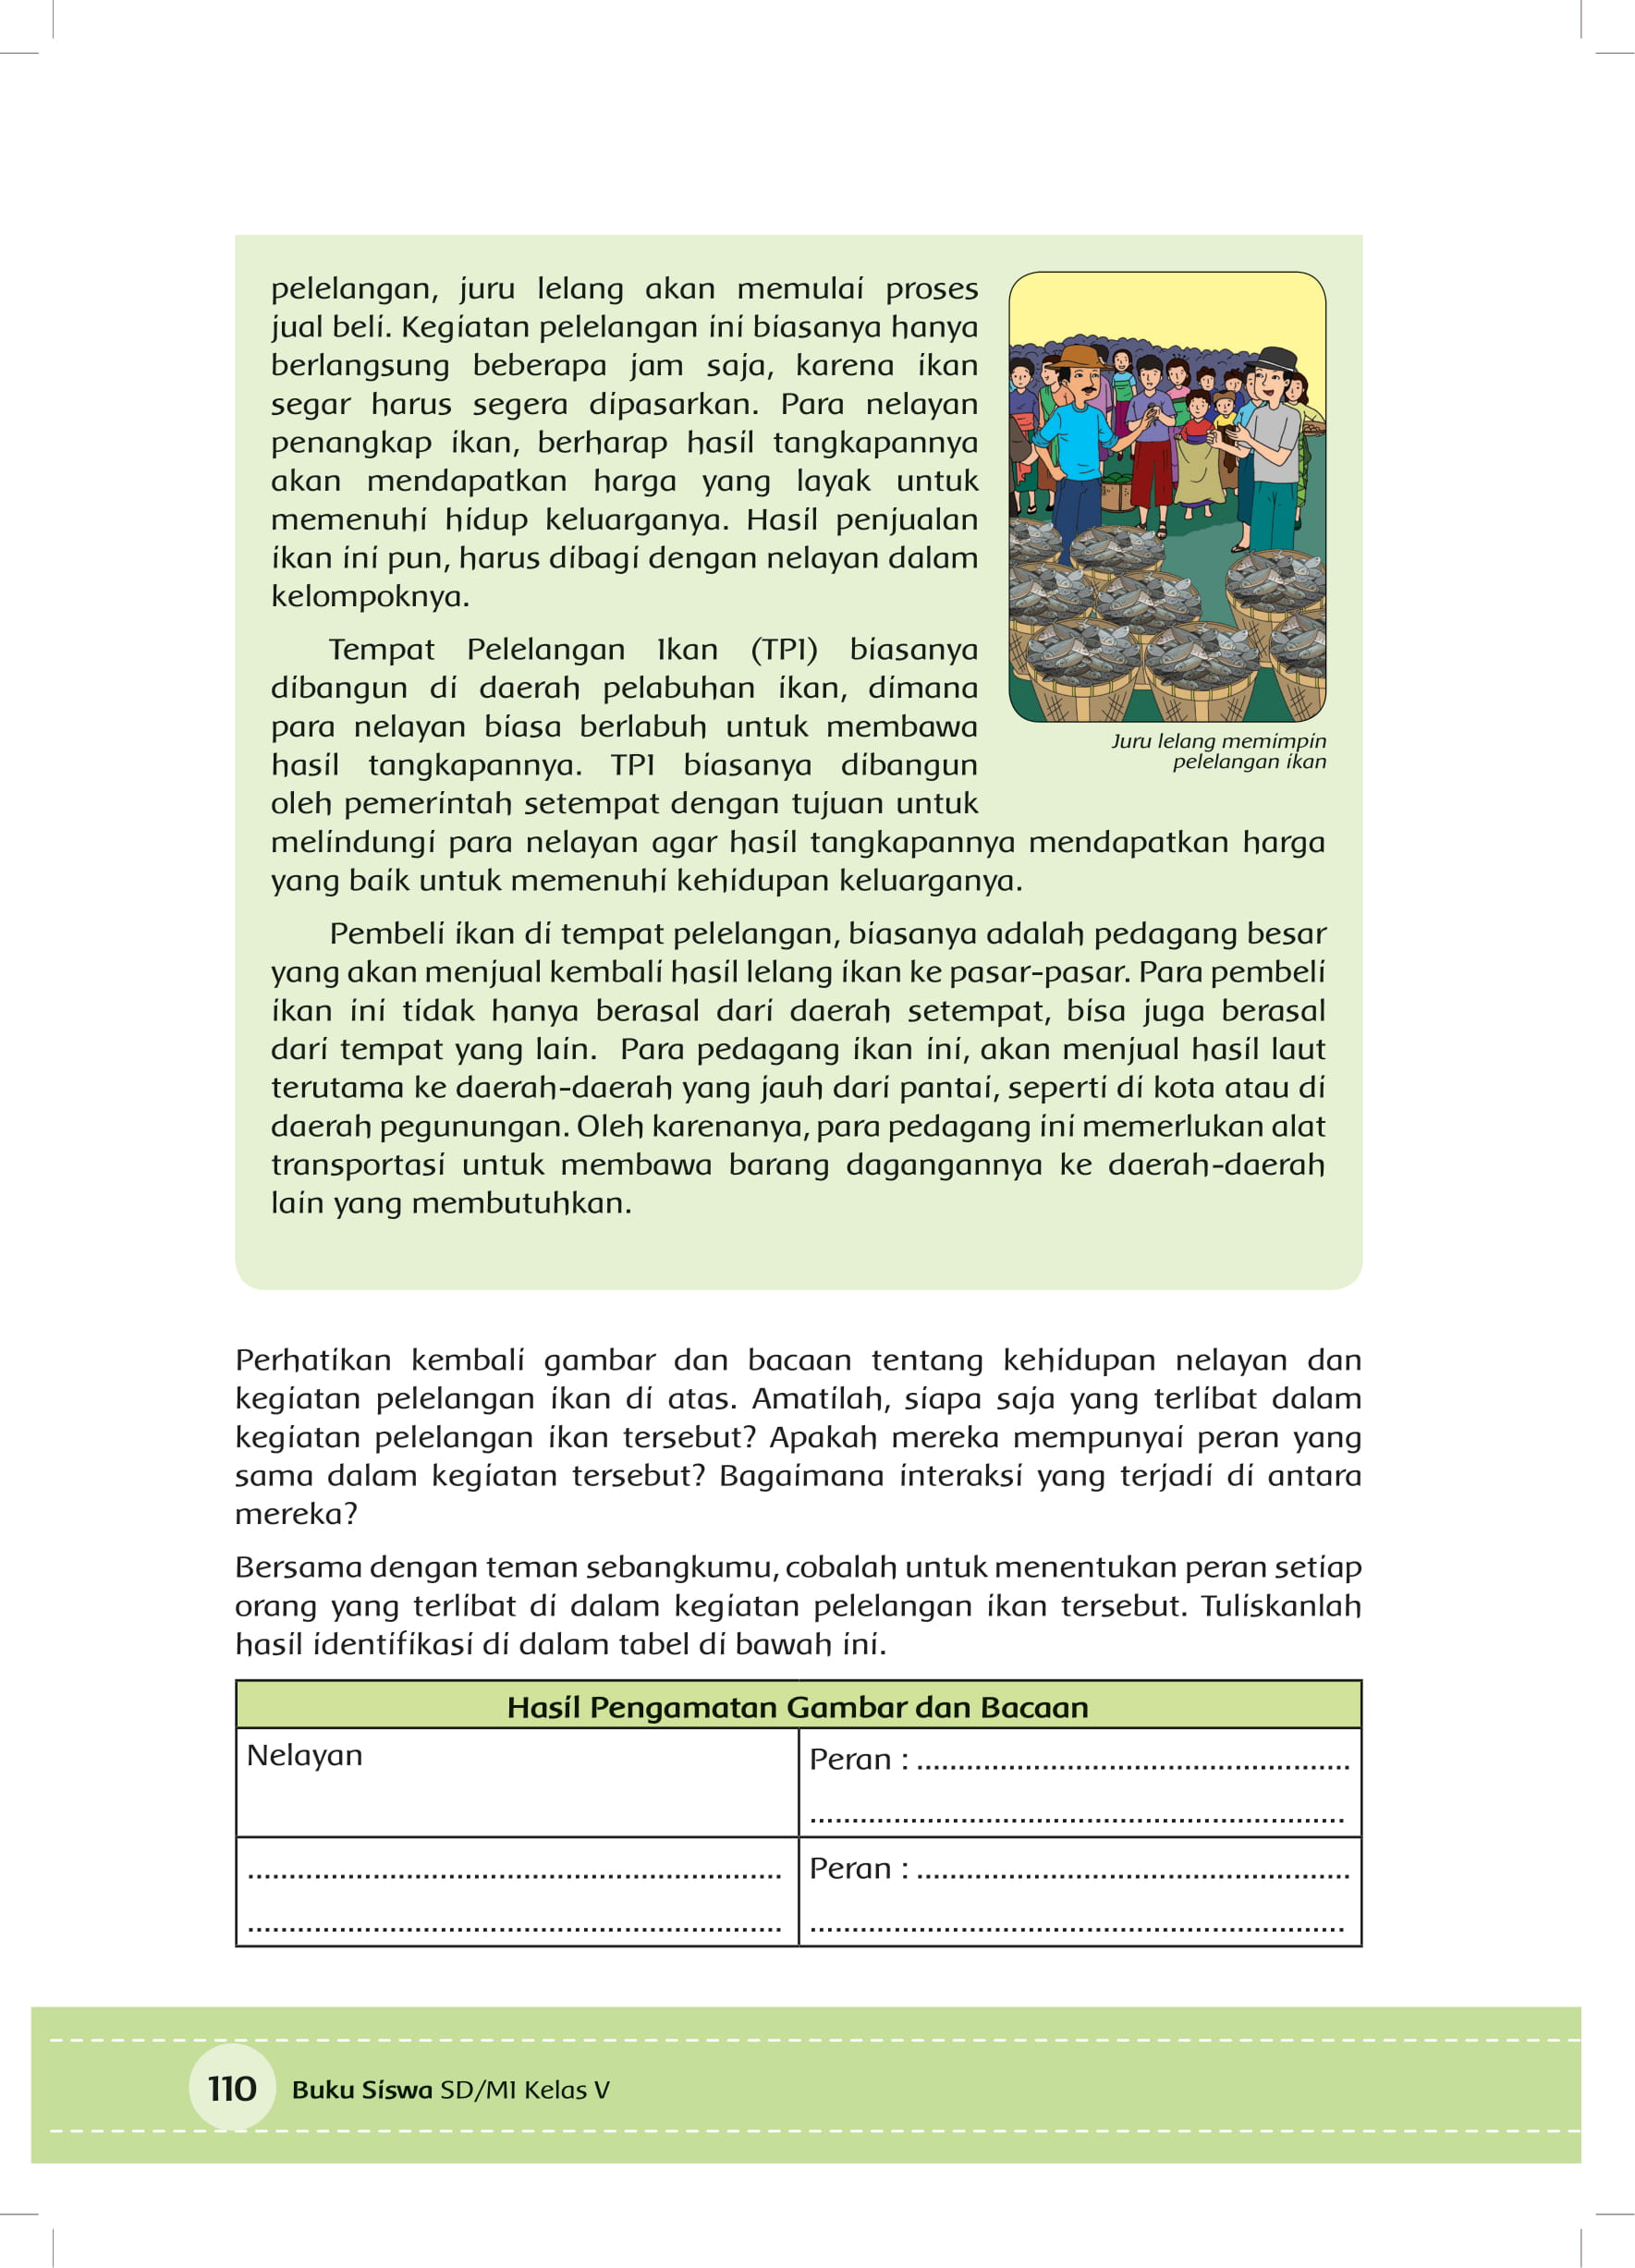 pelelangan, juru lelang akan memulai proses
jual beli. Kegiatan pelelangan ini biasanya hanya
berlangsung beberapa jam saja, karena ikan
segar harus segera dipasarkan. Para nelayan
penangkap ikan, berharap hasil tangkapannya
akan mendapatkan harga yang layak untuk
memenuhi hidup keluarganya. Hasil penjualan
ikan ini pun, harus dibagi dengan nelayan dalam
kelompoknya.
Tempat Pelelangan Ikan (TPI) biasanya
dibangun di daerah pelabuhan ikan, dimana
para nelayan biasa berlabuh untuk membawa
hasil tangkapannya. TPI biasanya dibangun
oleh pemerintah setempat dengan tujuan untuk
melindungi para nelayan agar hasil tangkapannya mendapatkan harga
yang baik untuk memenuhi kehidupan keluarganya.
Juru lelang memimpin
pelelangan ikan
Pembeli ikan di tempat pelelangan, biasanya adalah pedagang besar
yang akan menjual kembali hasil lelang ikan ke pasar-pasar. Para pembeli
ikan ini tidak hanya berasal dari daerah setempat, bisa juga berasal
dari tempat yang lain. Para pedagang ikan ini, akan menjual hasil laut
terutama ke daerah-daerah yang jauh dari pantai, seperti di kota atau di
daerah pegunungan. Oleh karenanya, para pedagang ini memerlukan alat
transportasi untuk membawa barang dagangannya ke daerah-daerah
lain yang membutuhkan.
Perhatikan kembali gambar dan bacaan tentang kehidupan nelayan dan
kegiatan pelelangan ikan di atas. Amatilah, siapa saja yang terlibat dalam
kegiatan pelelangan ikan tersebut? Apakah mereka mempunyai peran yang
sama dalam kegiatan tersebut? Bagaimana interaksi yang terjadi di antara
mereka?
Bersama dengan teman sebangkumu, cobalah untuk menentukan peran setiap
orang yang terlibat di dalam kegiatan pelelangan ikan tersebut. Tuliskanlah
hasil identifikasi di dalam tabel di bawah ini.
Hasil Pengamatan Gambar dan Bacaan
Nelayan
Peran : ....................................................
................................................................
................................................................
Peran : ....................................................
................................................................
................................................................
110 Buku Siswa SD/MI Kelas V